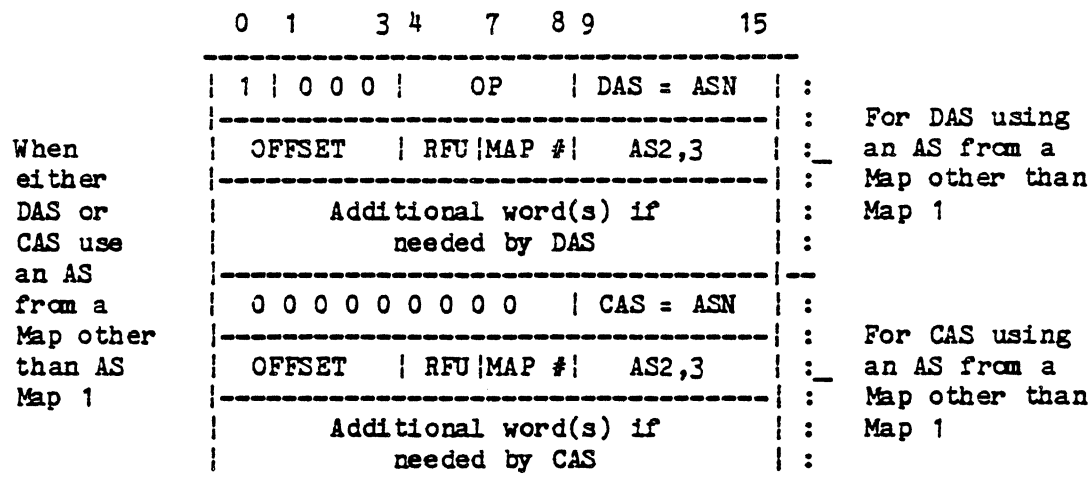 0 1 3 4 7 8 9 15
1 | 0 0 0 | OP | DAS = ASN | :
OFFSET | RFU | MAP # | AS2,3 | :_
Additional word(s) if | :
needed by DAS | :
0 0 0 0 0 0 0 0 0 | CAS = ASN | :
OFFSET | RFU | MAP # | AS2,3 | :_
Additional word(s) if | :
needed by CAS | :
When
either
DAS or
CAS use
an AS
from a
Map other
than AS
Map 1
For DAS using
an AS from a
Map other than
Map 1
For CAS using
an AS from a
Map other than
Map 1